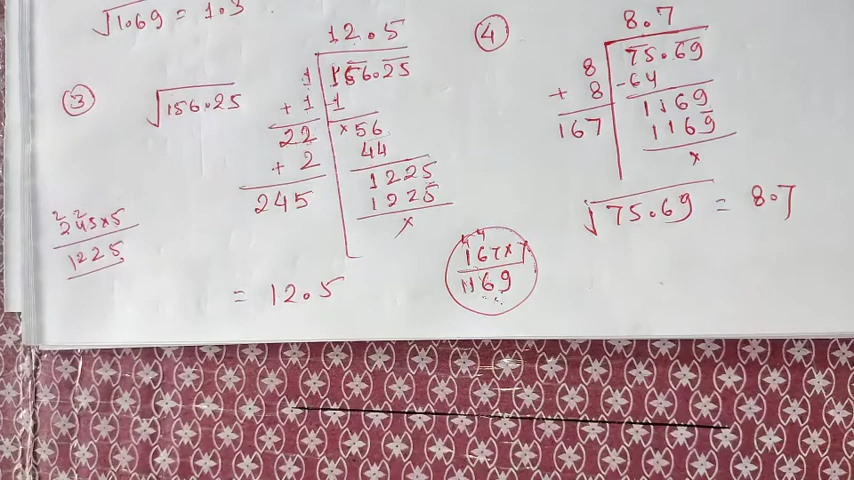 √1.69 = 1.3
③ √156.25
12.5
1 156.25
+ 1 -1
22 × 56
+ 2 44
245 1225
1225
×
245×5
1225
= 12.5
④ 8.7
8 75.69
+ 8 -64
167 1169
1169
×
√75.69 = 8.7
167×7
1169